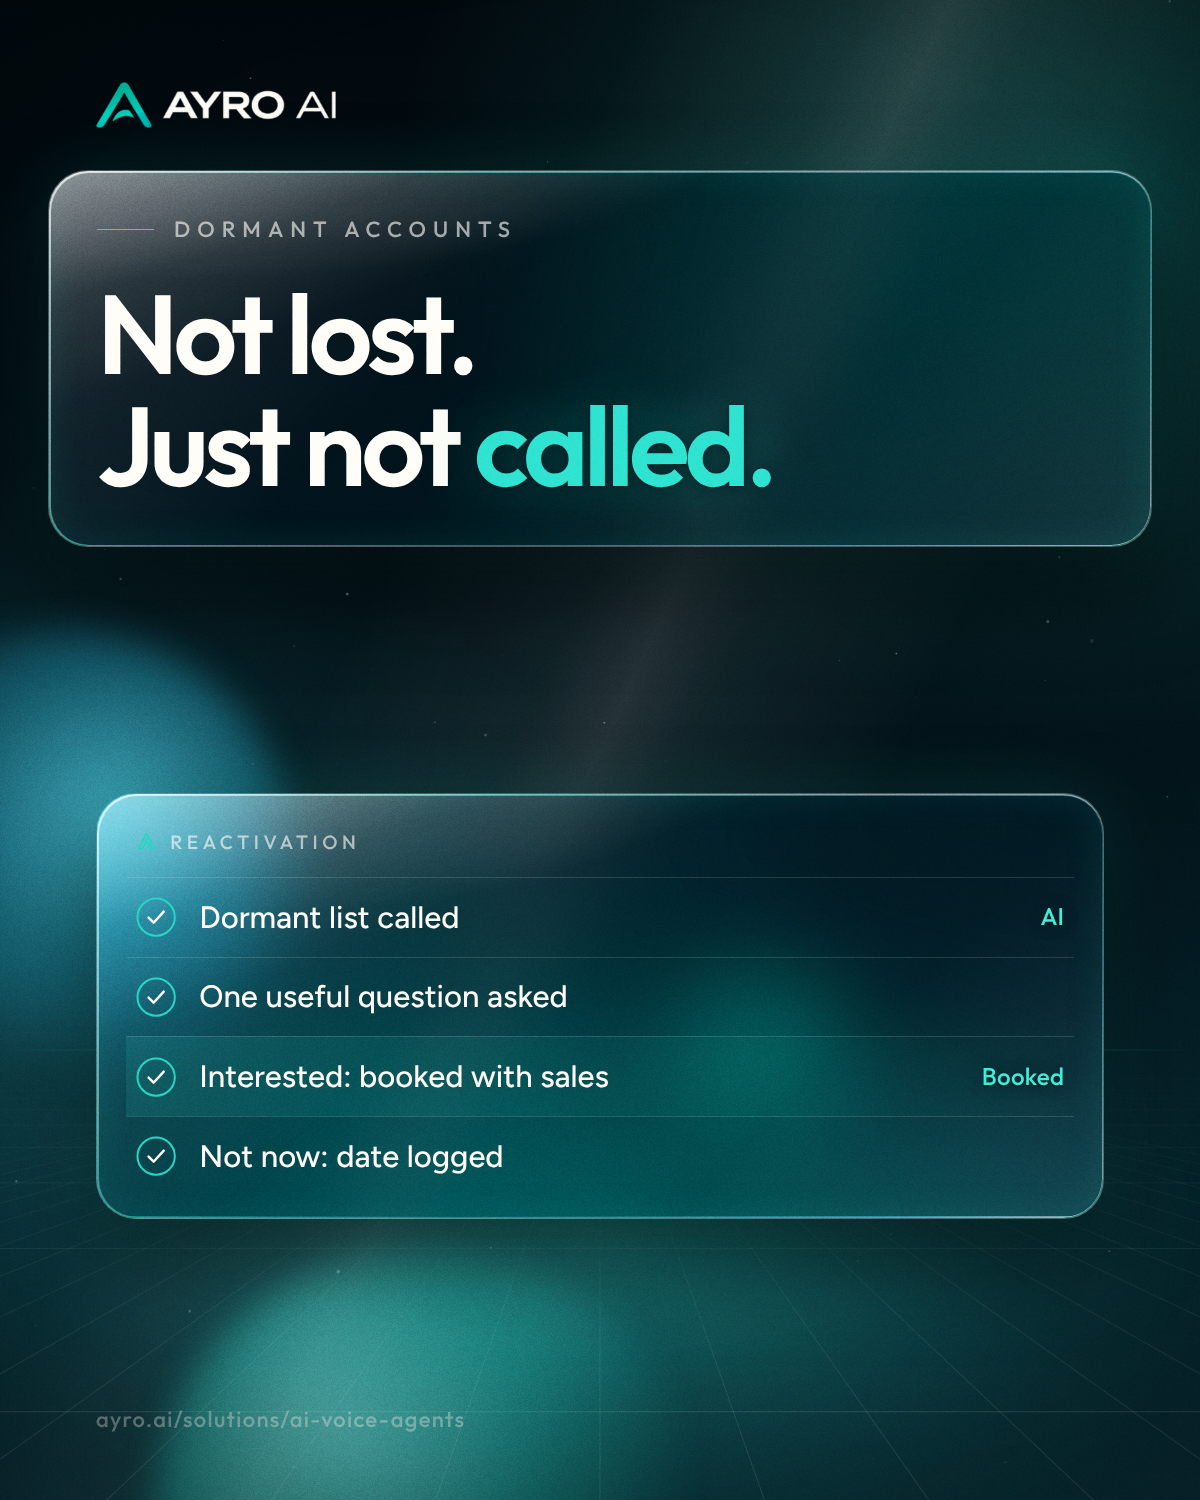 AYRO AI
DORMANT ACCOUNTS
Not lost.
Just not called.
REACTIVATION
Dormant list called AI
One useful question asked
Interested: booked with sales Booked
Not now: date logged
ayro.ai/solutions/ai-voice-agents